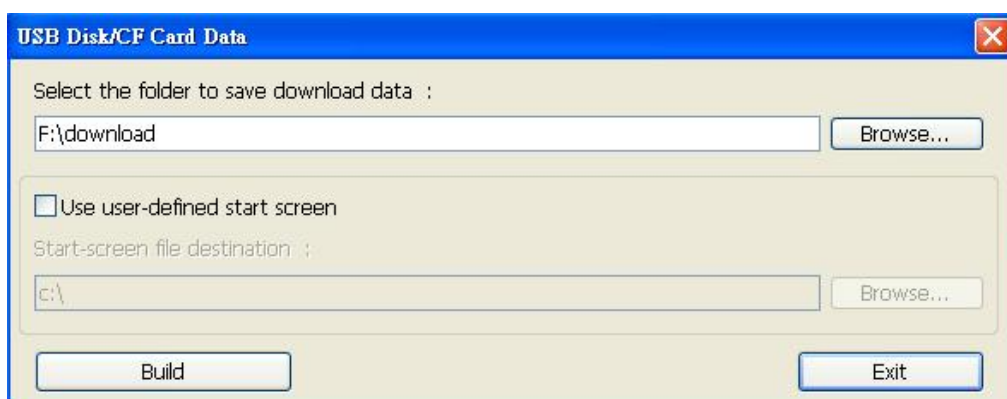 USB Disk/CF Card Data
Select the folder to save download data :
F:\download Browse...
Use user-defined start screen
Start-screen file destination :
c:\ Browse...
Build Exit